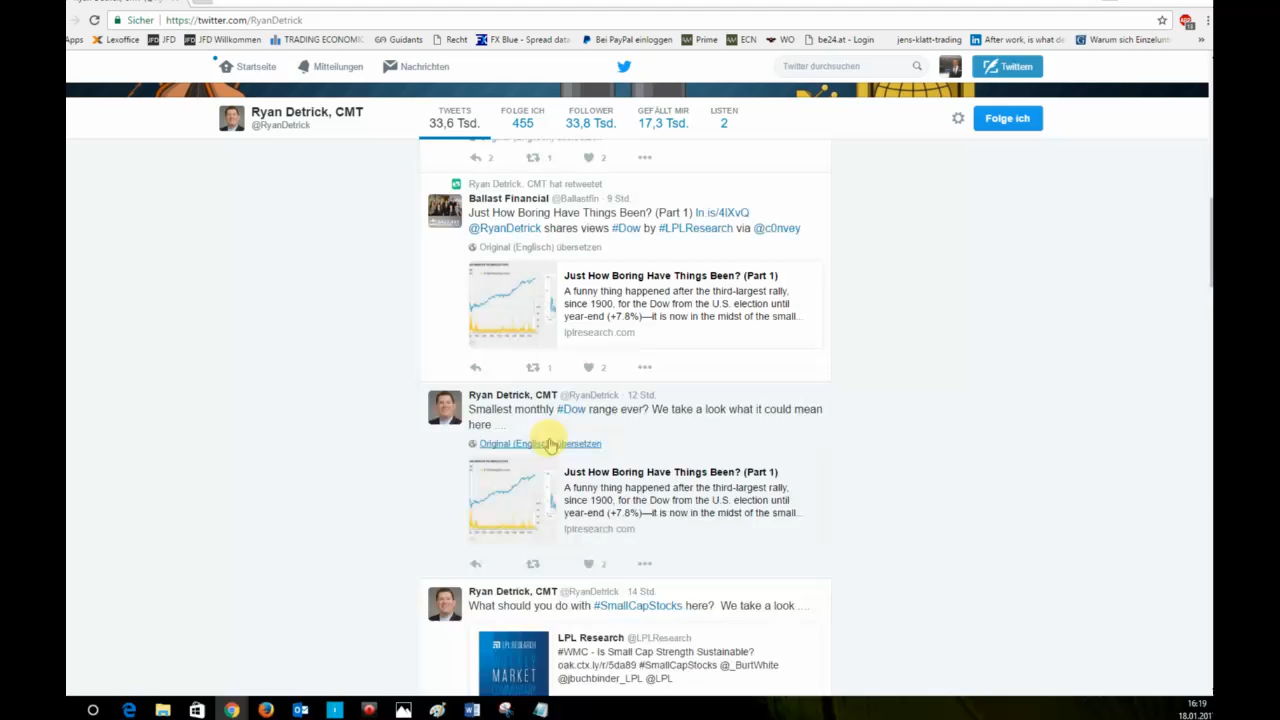 Sicher https://twitter.com/RyanDetrick
Apps Lexoffice JFD JFD Willkommen TRADING ECONOMIC Guidants Recht FX Blue - Spread data Bei PayPal einloggen Prime ECN WO be24.at - Login jens-klatt-trading After work, is what de Warum sich Einzelum »
Startseite Mitteilungen Nachrichten Twitter durchsuchen Twittern
Ryan Detrick, CMT
@RyanDetrick
TWEETS FOLGE ICH FOLLOWER GEFÄLLT MIR LISTEN
33,6 Tsd. 455 33,8 Tsd. 17,3 Tsd. 2
Folge ich
2 1 2
Ryan Detrick, CMT hat retweetet
Ballast Financial @Ballastfin · 9 Std.
Just How Boring Have Things Been? (Part 1) ln is/4lXvQ
@RyanDetrick shares views #Dow by #LPLResearch via @c0nvey
Original (Englisch) übersetzen
Just How Boring Have Things Been? (Part 1)
A funny thing happened after the third-largest rally,
since 1900, for the Dow from the U.S. election until
year-end (+7.8%)—it is now in the midst of the small...
lplresearch.com
1 2
Ryan Detrick, CMT @RyanDetrick · 12 Std.
Smallest monthly #Dow range ever? We take a look what it could mean
here ....
Original (Englisch) übersetzen
Just How Boring Have Things Been? (Part 1)
A funny thing happened after the third-largest rally,
since 1900, for the Dow from the U.S. election until
year-end (+7.8%)—it is now in the midst of the small...
lplresearch.com
2
Ryan Detrick, CMT @RyanDetrick · 14 Std.
What should you do with #SmallCapStocks here? We take a look ....
LPL RESEARCH
MARKET
LPL Research @LPLResearch
#WMC - Is Small Cap Strength Sustainable?
oak.ctx.ly/r/5da89 #SmallCapStocks @_BurtWhite
@jbuchbinder_LPL @LPL
16:19
18.01.201